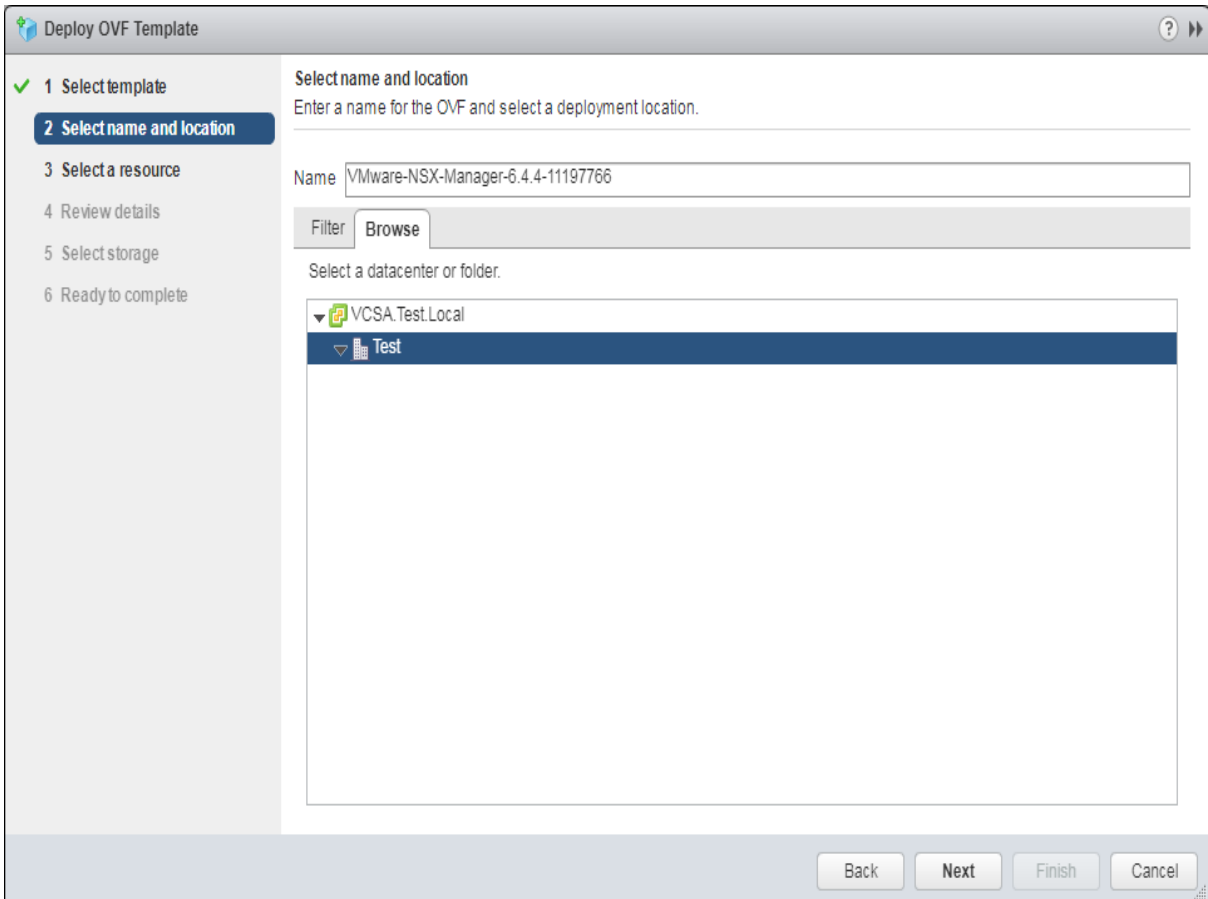 Deploy OVF Template
?
1 Select template
2 Select name and location
3 Select a resource
4 Review details
5 Select storage
6 Ready to complete
Select name and location
Enter a name for the OVF and select a deployment location.
Name VMware-NSX-Manager-6.4.4-11197766
Filter Browse
Select a datacenter or folder.
VCSA.Test.Local
Test
Back Next Finish Cancel